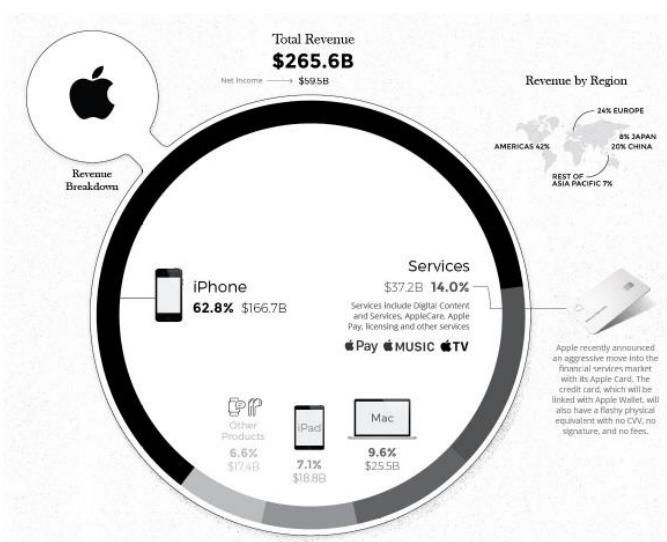 Total Revenue
$265.6B
Net Income
$59.5B
Revenue
Breakdown
Revenue by Region
24% EUROPE
8% JAPAN
AMERICAS 42%
20% CHINA
REST OF
ASIA PACIFIC 7%
iPhone
62.8% $166.7B
Services
$37.2B 14.0%
Services include Digital Content
and Services, AppleCare, Apple
Pay, licensing and other services
Pay MUSIC TV
Apple recently announced
an aggressive move into the
financial services market
with its Apple Card. The
credit card, which will be
linked with Apple Wallet, will
also have a flashy physical
equivalent with no CVV, no
signature, and no fees.
Other
Products
6.6%
$17.4B
iPad
7.1%
$18.8B
Mac
9.6%
$25.5B